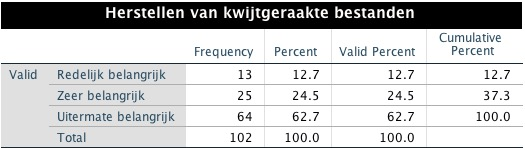 Herstellen van kwijtgeraakte bestanden
Frequency Percent Valid Percent Cumulative Percent
Valid Redelijk belangrijk 13 12.7 12.7 12.7
Zeer belangrijk 25 24.5 24.5 37.3
Uitermate belangrijk 64 62.7 62.7 100.0
Total 102 100.0 100.0